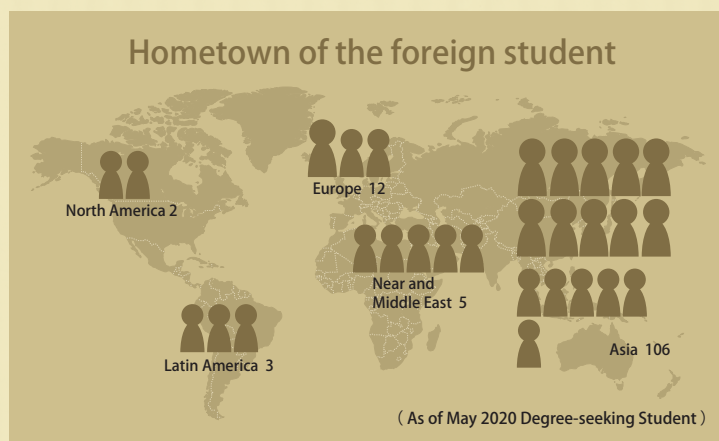 Hometown of the foreign student
North America 2
Europe 12
Near and
Middle East 5
Latin America 3
Asia 106
( As of May 2020 Degree-seeking Student )